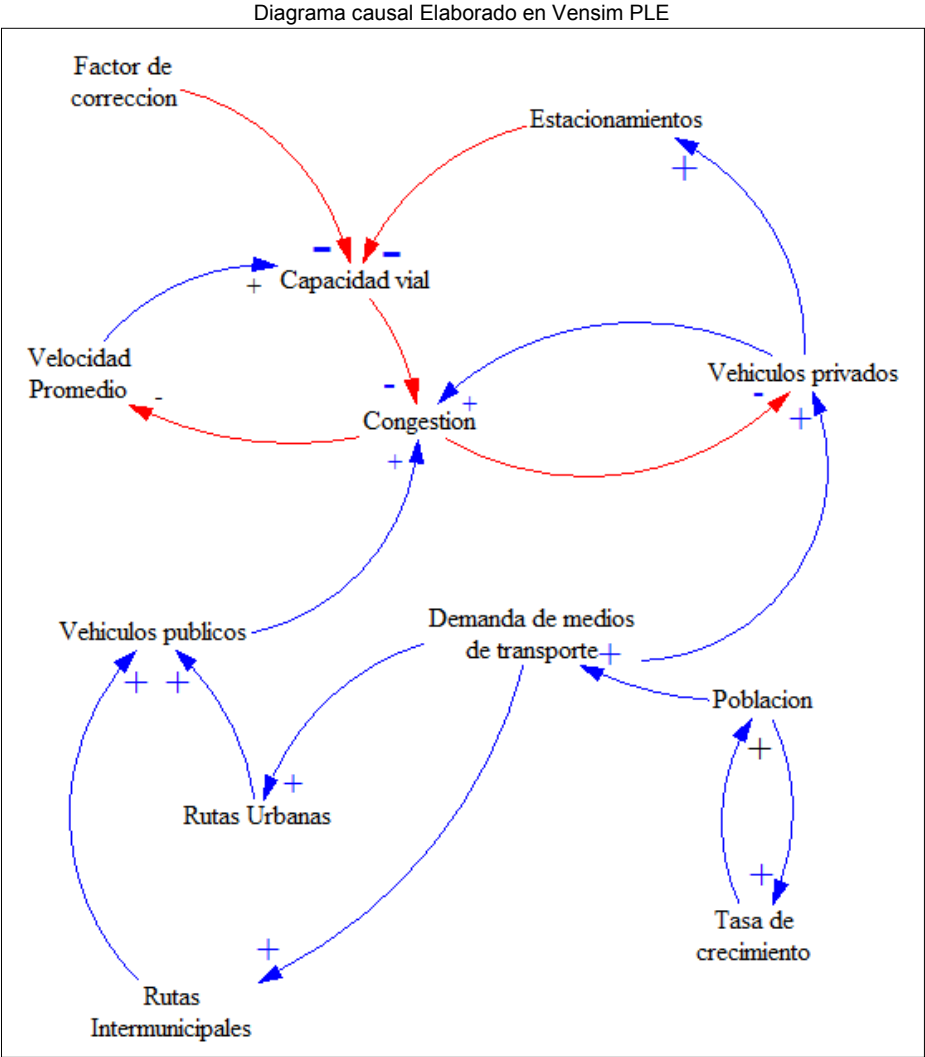 Diagrama causal Elaborado en Vensim PLE
Factor de
correccion
Estacionamientos
+
-
-
+
Capacidad vial
Velocidad
Promedio
-
-
+
Vehiculos privados
-
+
Congestion
+
Vehiculos publicos
+
+
Demanda de medios
de transporte
+
Poblacion
+
+
Rutas Urbanas
+
Tasa de
crecimiento
+
Rutas
Intermunicipales